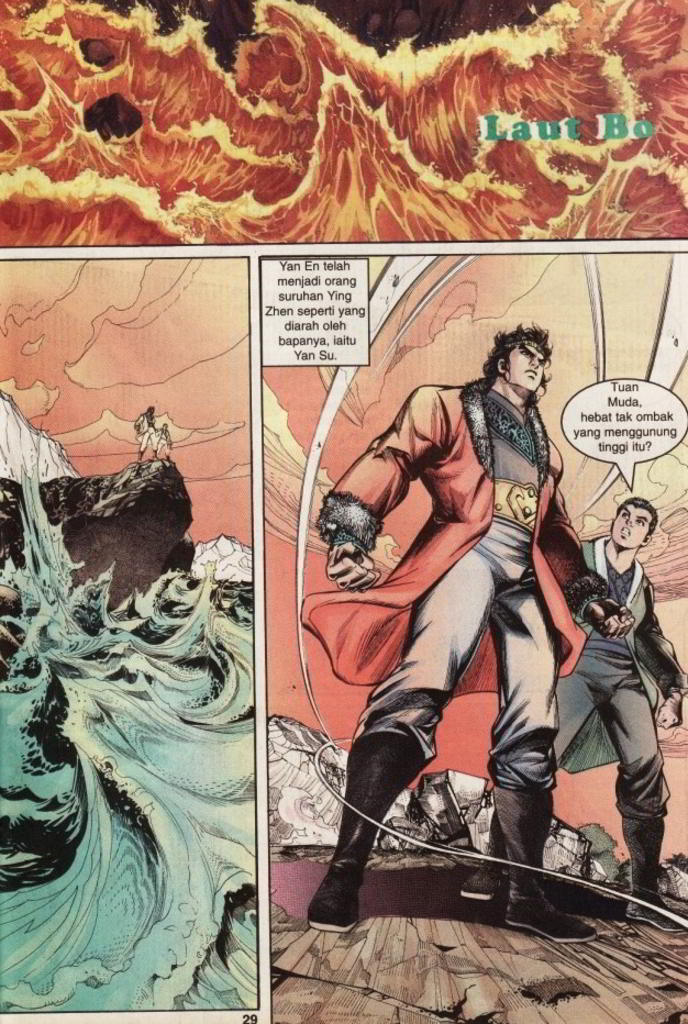 Laut Bo
Yan En telah
menjadi orang
suruhan Ying
Zhen seperti yang
diarah oleh
bapanya, iaitu
Yan Su.
Tuan
Muda,
hebat tak ombak
yang menggunung
tinggi itu?
29